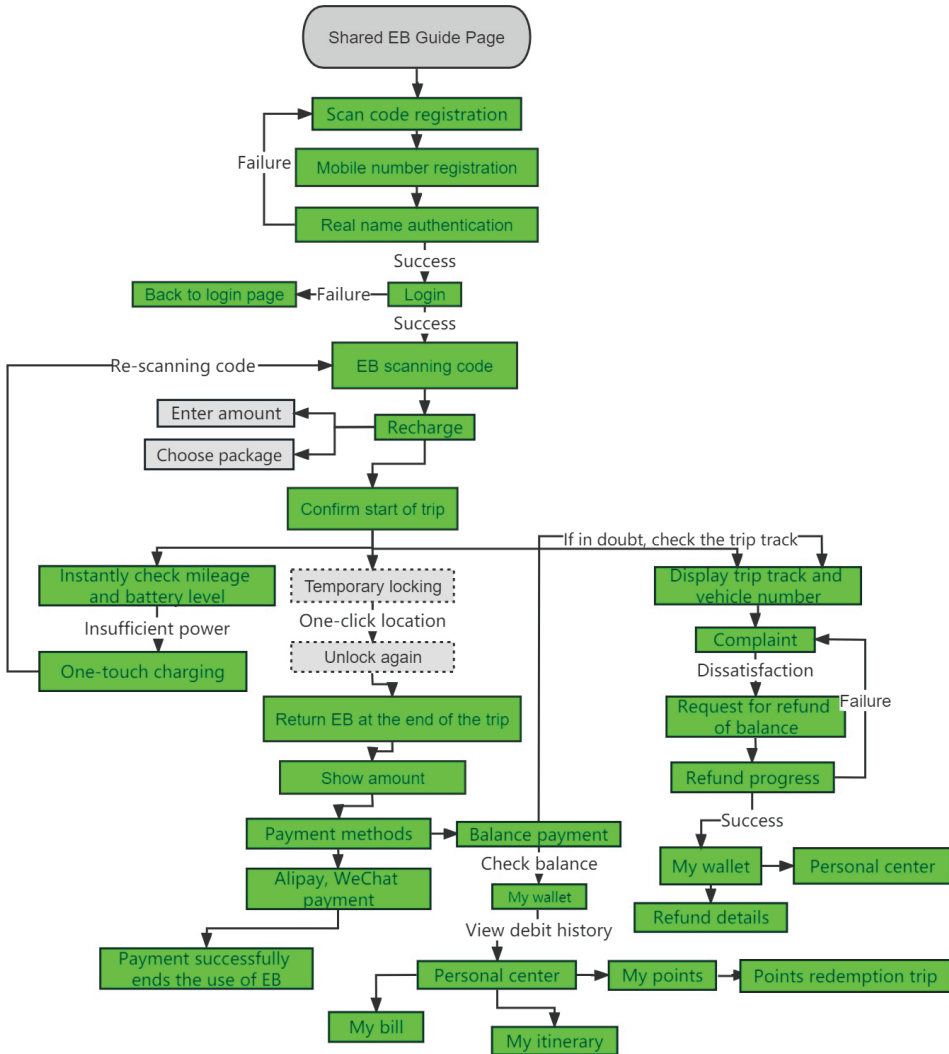 Shared EB Guide Page
Scan code registration
Failure
Mobile number registration
Real name authentication
Success
Back to login page
Failure
Login
Success
Re-scanning code
EB scanning code
Enter amount
Recharge
Choose package
Confirm start of trip
If in doubt, check the trip track
Instantly check mileage
and battery level
Temporary locking
Display trip track and
vehicle number
Insufficient power
One-click location
Complaint
One-touch charging
Unlock again
Dissatisfaction
Request for refund
of balance
Failure
Return EB at the end of the trip
Show amount
Refund progress
Success
Payment methods
Balance payment
Check balance
My wallet
Personal center
Alipay, WeChat
payment
My wallet
Refund details
View debit history
Payment successfully
ends the use of EB
Personal center
My points
Points redemption trip
My bill
My itinerary